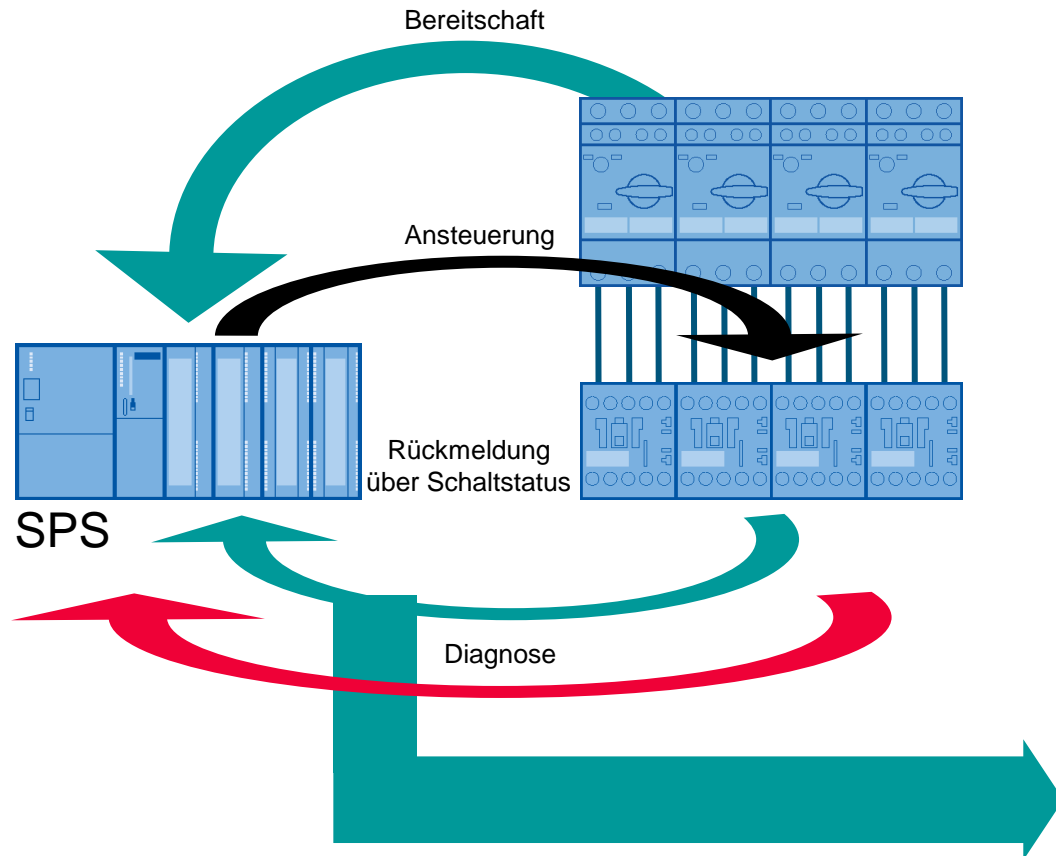 Bereitschaft
Ansteuerung
Rückmeldung
über Schaltstatus
SPS
Diagnose